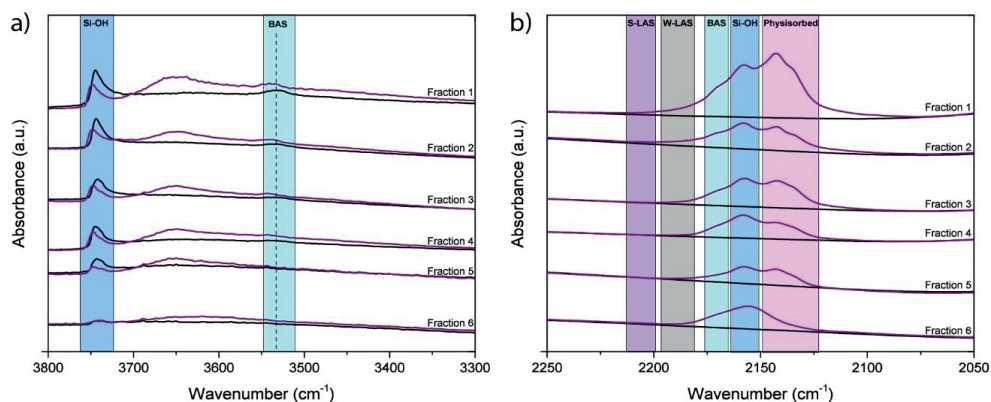 a)
Si-OH
BAS
Fraction 1
Fraction 2
Fraction 3
Fraction 4
Fraction 5
Fraction 6
Absorbance (a.u.)
3800 3700 3600 3500 3400 3300
Wavenumber (cm⁻¹)
b)
S-LAS W-LAS BAS Si-OH Physisorbed
Fraction 1
Fraction 2
Fraction 3
Fraction 4
Fraction 5
Fraction 6
Absorbance (a.u.)
2250 2200 2150 2100 2050
Wavenumber (cm⁻¹)